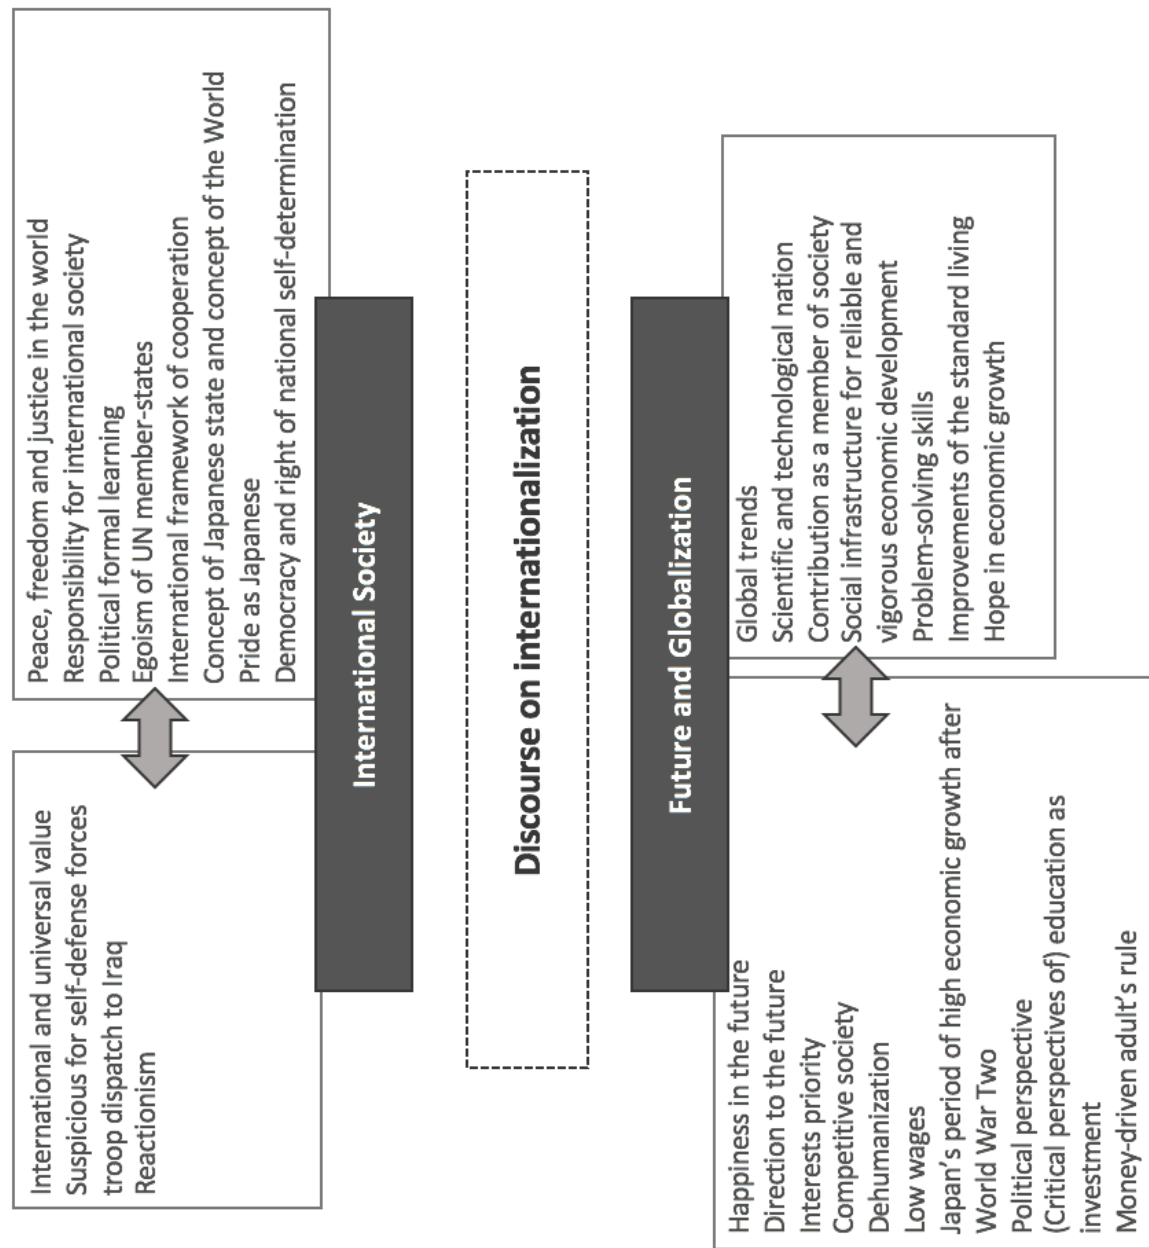 International and universal value
Suspicious for self-defense forces
troop dispatch to Iraq
Reactionism
Peace, freedom and justice in the world
Responsibility for international society
Political formal learning
Egoism of UN member-states
International framework of cooperation
Concept of Japanese state and concept of the World
Pride as Japanese
Democracy and right of national self-determination
International Society
Discourse on internationalization
Future and Globalization
Happiness in the future
Direction to the future
Interests priority
Competitive society
Dehumanization
Low wages
Japan's period of high economic growth after
World War Two
Political perspective
(Critical perspectives of) education as
investment
Money-driven adult's rule
Global trends
Scientific and technological nation
Contribution as a member of society
Social infrastructure for reliable and
vigorous economic development
Problem-solving skills
Improvements of the standard living
Hope in economic growth